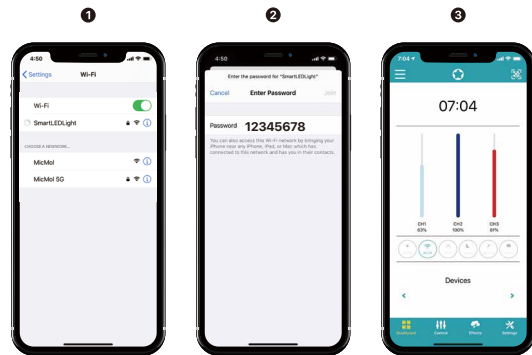 1
2
3
4:50
Settings
Wi-Fi
Wi-Fi
SmartLEDLight
CHOOSE A NETWORK...
MicMol
MicMol 5G
4:50
Enter the password for "SmartLEDLight"
Cancel
Enter Password
Join
Password 12345678
You can also access this Wi-Fi network by bringing your
iPhone near any iPhone, iPad, or Mac which has
connected to this network and has you in their contacts.
7:04
07:04
CH1
CH2
CH3
63%
100%
81%
Devices
Dashboard
Control
Effects
Settings